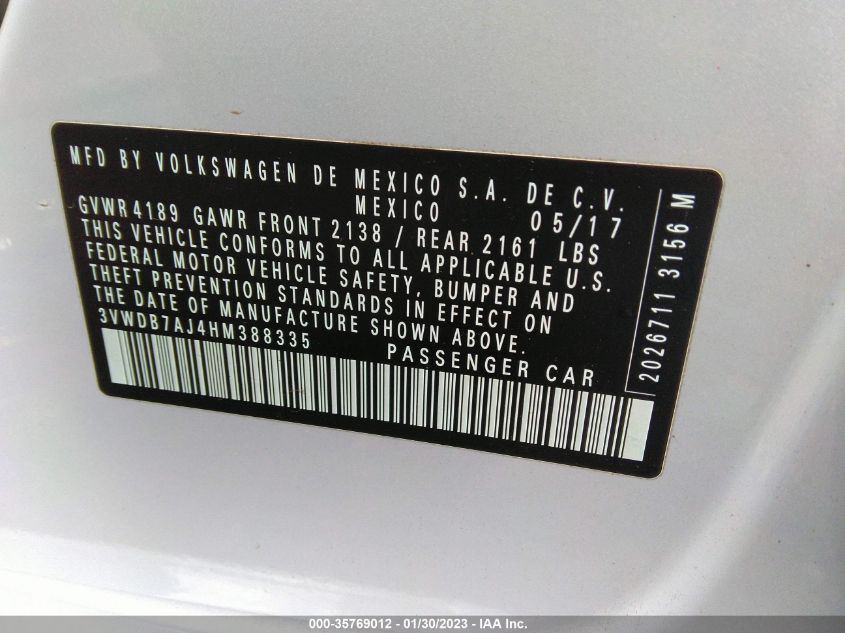 MFD BY VOLKSWAGEN DE MEXICO S.A. DE C.V.
MEXICO 05/17
GVWR 4189 GAWR FRONT 2138 / REAR 2161 LBS
THIS VEHICLE CONFORMS TO ALL APPLICABLE U.S.
FEDERAL MOTOR VEHICLE SAFETY, BUMPER AND
THEFT PREVENTION STANDARDS IN EFFECT ON
THE DATE OF MANUFACTURE SHOWN ABOVE.
3VWDB7AJ4HM388335
PASSENGER CAR
2026711 3156 M
000-35769012 - 01/30/2023 - IAA Inc.